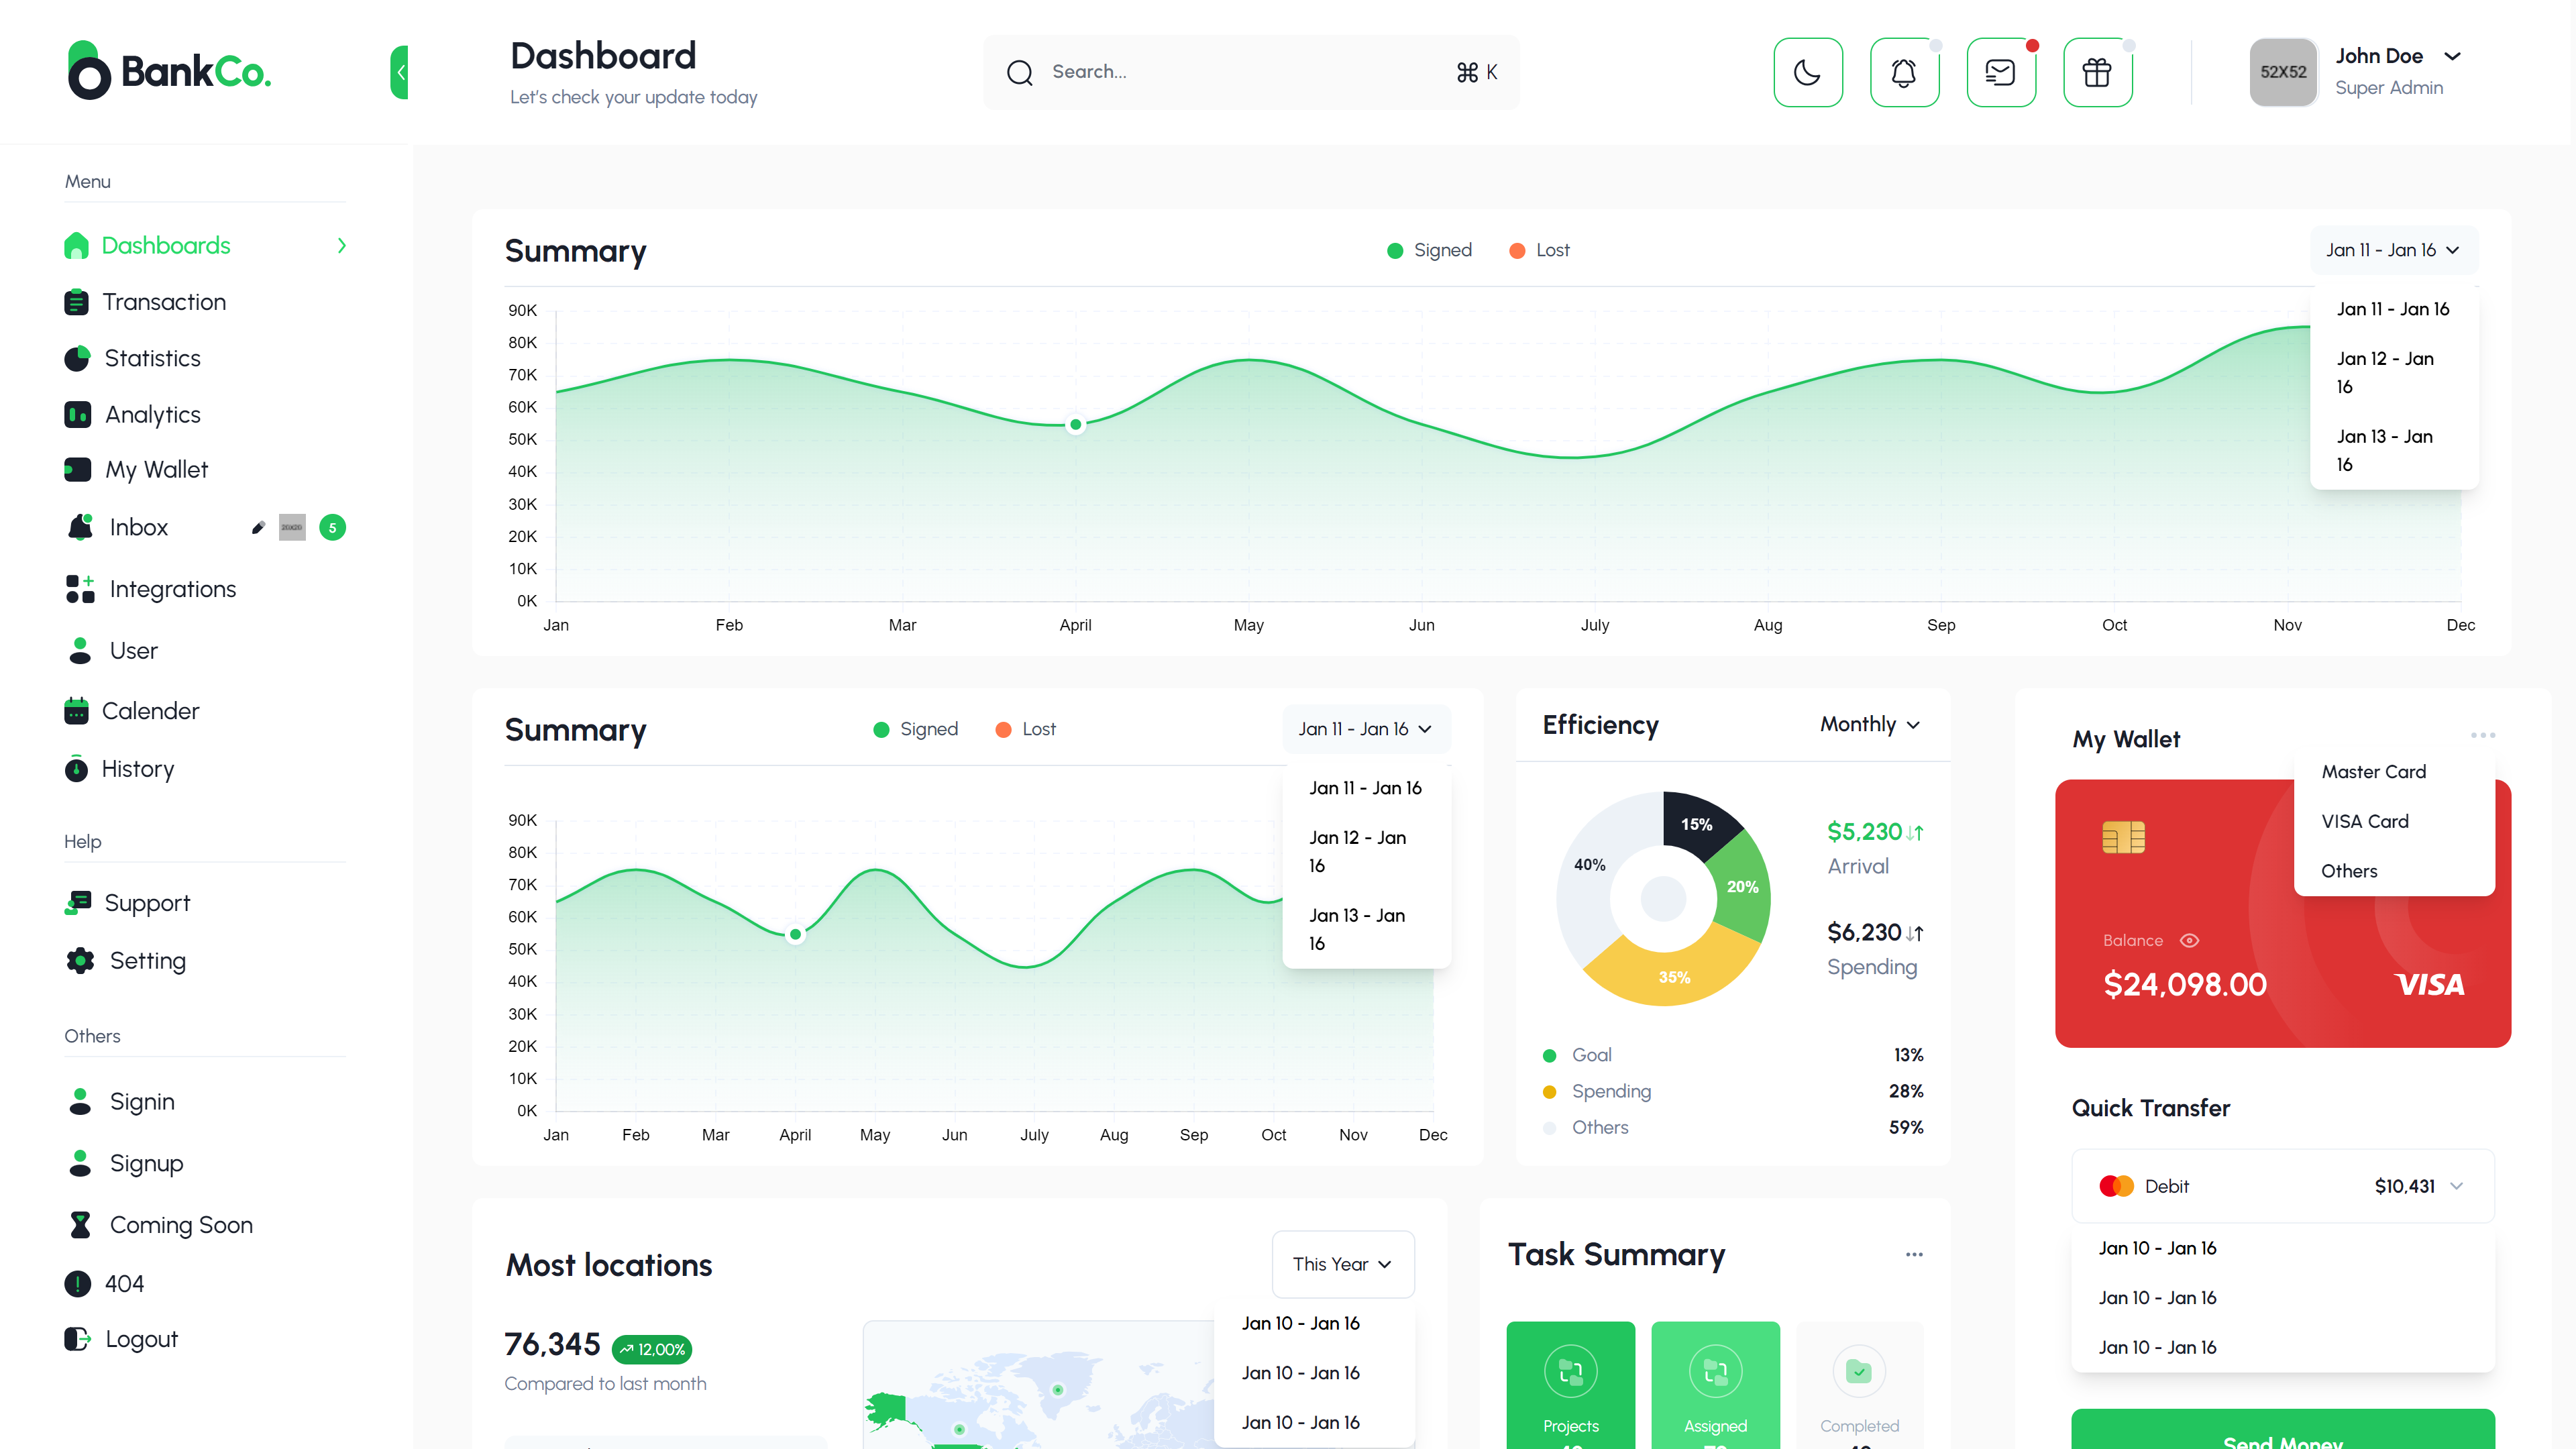 BankCo.
Dashboard
Let's check your update today
Search...
⌘ K
52X52
John Doe
Super Admin
Menu
Dashboards
Transaction
Statistics
Analytics
My Wallet
Inbox
20X20
5
Integrations
User
Calender
History
Help
Support
Setting
Others
Signin
Signup
Coming Soon
404
Logout
Summary
Signed
Lost
Jan 11 - Jan 16
Jan 11 - Jan 16
Jan 12 - Jan
16
Jan 13 - Jan
16
90K
80K
70K
60K
50K
40K
30K
20K
10K
0K
Jan Feb Mar April May Jun July Aug Sep Oct Nov Dec
Summary
Signed
Lost
Jan 11 - Jan 16
Jan 11 - Jan 16
Jan 12 - Jan
16
Jan 13 - Jan
16
90K
80K
70K
60K
50K
40K
30K
20K
10K
0K
Jan Feb Mar April May Jun July Aug Sep Oct Nov Dec
Efficiency
Monthly
15%
20%
35%
40%
$5,230
Arrival
$6,230
Spending
Goal 13%
Spending 28%
Others 59%
My Wallet
Master Card
VISA Card
Others
Balance
$24,098.00
VISA
Quick Transfer
Debit
$10,431
Jan 10 - Jan 16
Jan 10 - Jan 16
Jan 10 - Jan 16
Send Money
Most locations
This Year
Jan 10 - Jan 16
Jan 10 - Jan 16
Jan 10 - Jan 16
76,345
12,00%
Compared to last month
Task Summary
Projects
Assigned
Completed